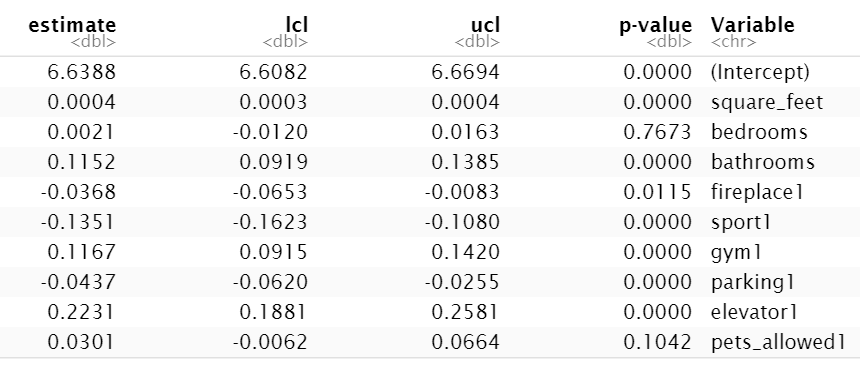 estimate lcl ucl p-value Variable
<dbl> <dbl> <dbl> <dbl> <chr>
6.6388 6.6082 6.6694 0.0000 (Intercept)
0.0004 0.0003 0.0004 0.0000 square_feet
0.0021 -0.0120 0.0163 0.7673 bedrooms
0.1152 0.0919 0.1385 0.0000 bathrooms
-0.0368 -0.0653 -0.0083 0.0115 fireplace1
-0.1351 -0.1623 -0.1080 0.0000 sport1
0.1167 0.0915 0.1420 0.0000 gym1
-0.0437 -0.0620 -0.0255 0.0000 parking1
0.2231 0.1881 0.2581 0.0000 elevator1
0.0301 -0.0062 0.0664 0.1042 pets_allowed1